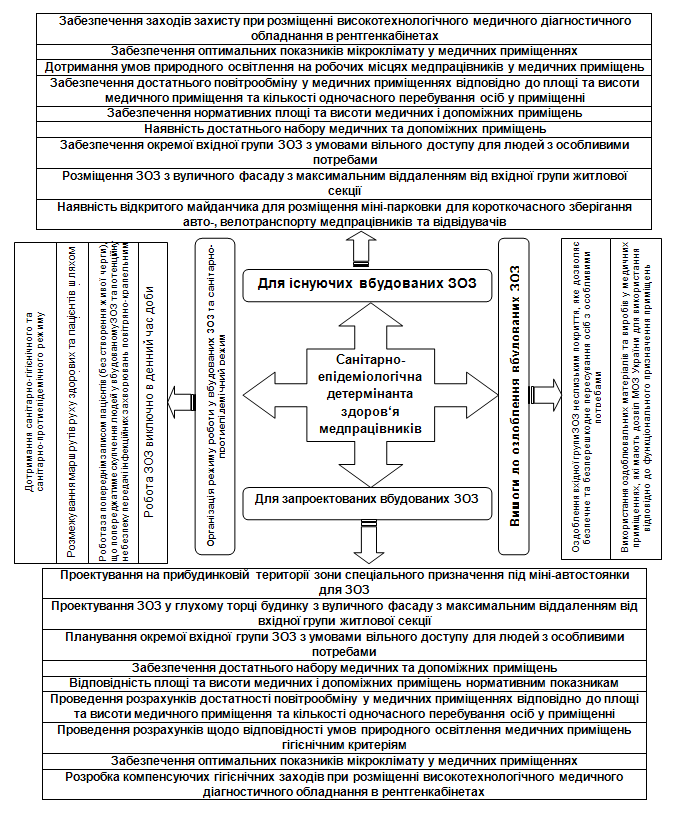 Забезпечення заходів захисту при розміщенні високотехнологічного медичного діагностичного
обладнання в рентгенкабінетах
Забезпечення оптимальних показників мікроклімату у медичних приміщеннях
Дотримання умов природного освітлення на робочих місцях медпрацівників у медичних приміщень
Забезпечення достатнього повітрообміну у медичних приміщеннях відповідно до площі та висоти
медичного приміщення та кількості одночасного перебування осіб у приміщенні
Забезпечення нормативних площі та висоти медичних і допоміжних приміщень
Наявність достатнього набору медичних та допоміжних приміщень
Забезпечення окремої вхідної групи ЗОЗ з умовами вільного доступу для людей з особливими
потребами
Розміщення ЗОЗ з вуличного фасаду з максимальним віддаленням від вхідної групи житлової
секції
Наявність відкритого майданчика для розміщення міні-парковки для короткочасного зберігання
авто-, велотранспорту медпрацівників та відвідувачів
Дотримання санітарно-гігієнічного та
санітарно-протиепідемічного режиму
Розмежування маршрутів руху здорових та пацієнтів шляхом
Робота за попереднім записом пацієнтів (без створення живої черги),
що попереджатиме скупчення людей у вбудованому ЗОЗ та потенційну
небезпеку передачі інфекційних захворювань повітряно-крапельним
Робота ЗОЗ виключно в денний час доби
Організація режиму роботи у вбудованих ЗОЗ та санітарно-
протиепідемічний режим
Для існуючих вбудованих ЗОЗ
Санітарно-
епідеміологічна
детермінанта
здоров'я
медпрацівників
Для запроектованих вбудованих ЗОЗ
Вимоги до оздоблення вбудованих ЗОЗ
Оздоблення вхідної групи ЗОЗ неслизьким покриття, яке дозволяє
безпечне та безперешкодне пересування осіб з особливими
потребами
Використання оздоблювальних матеріалів та виробів у медичних
приміщеннях, які мають дозвіл МОЗ України для використання
відповідно до функціонального призначення приміщень
Проектування на прибудинковій території зони спеціального призначення під міні-автостоянки
для ЗОЗ
Проектування ЗОЗ у глухому торці будинку з вуличного фасаду з максимальним віддаленням від
вхідної групи житлової секції
Планування окремої вхідної групи ЗОЗ з умовами вільного доступу для людей з особливими
потребами
Забезпечення достатнього набору медичних та допоміжних приміщень
Відповідність площі та висоти медичних і допоміжних приміщень нормативним показникам
Проведення розрахунків достатності повітрообміну у медичних приміщеннях відповідно до площі
та висоти медичного приміщення та кількості одночасного перебування осіб у приміщенні
Проведення розрахунків щодо відповідності умов природного освітлення медичних приміщень
гігієнічним критеріям
Забезпечення оптимальних показників мікроклімату у медичних приміщеннях
Розробка компенсуючих гігієнічних заходів при розміщенні високотехнологічного медичного
діагностичного обладнання в рентгенкабінетах